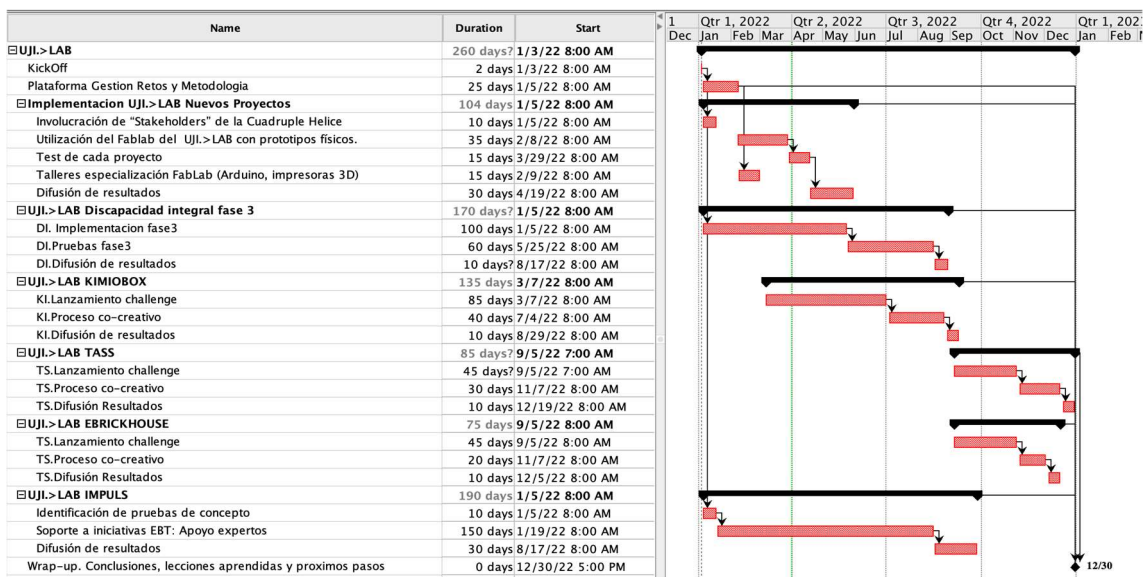 Name Duration Start
1 Qtr 1, 2022 Qtr 2, 2022 Qtr 3, 2022 Qtr 4, 2022 Qtr 1, 202
Dec Jan Feb Mar Apr May Jun Jul Aug Sep Oct Nov Dec Jan Feb
UJI.>LAB 260 days? 1/3/22 8:00 AM
KickOff 2 days 1/3/22 8:00 AM
Plataforma Gestion Retos y Metodologia 25 days 1/5/22 8:00 AM
Implementacion UJI.>LAB Nuevos Proyectos 104 days 1/5/22 8:00 AM
Involucración de “Stakeholders” de la Cuadruple Helice 10 days 1/5/22 8:00 AM
Utilización del Fablab del UJI.>LAB con prototipos físicos. 35 days 2/8/22 8:00 AM
Test de cada proyecto 15 days 3/29/22 8:00 AM
Talleres especialización FabLab (Arduino, impresoras 3D) 15 days 2/9/22 8:00 AM
Difusión de resultados 30 days 4/19/22 8:00 AM
UJI.>LAB Discapacidad integral fase 3 170 days? 1/5/22 8:00 AM
DI. Implementacion fase3 100 days 1/5/22 8:00 AM
DI.Pruebas fase3 60 days 5/25/22 8:00 AM
DI.Difusión de resultados 10 days? 8/17/22 8:00 AM
UJI.>LAB KIMIOBOX 135 days 3/7/22 8:00 AM
KI.Lanzamiento challenge 85 days 3/7/22 8:00 AM
KI.Proceso co-creativo 40 days 7/4/22 8:00 AM
KI.Difusión de resultados 10 days 8/29/22 8:00 AM
UJI.>LAB TASS 85 days? 9/5/22 7:00 AM
TS.Lanzamiento challenge 45 days? 9/5/22 7:00 AM
TS.Proceso co-creativo 30 days 11/7/22 8:00 AM
TS.Difusión Resultados 10 days 12/19/22 8:00 AM
UJI.>LAB EBRICKHOUSE 75 days 9/5/22 8:00 AM
TS.Lanzamiento challenge 45 days 9/5/22 8:00 AM
TS.Proceso co-creativo 20 days 11/7/22 8:00 AM
TS.Difusión Resultados 10 days 12/5/22 8:00 AM
UJI.>LAB IMPULS 190 days 1/5/22 8:00 AM
Identificación de pruebas de concepto 10 days 1/5/22 8:00 AM
Soporte a iniciativas EBT: Apoyo expertos 150 days 1/19/22 8:00 AM
Difusión de resultados 30 days 8/17/22 8:00 AM
Wrap-up. Conclusiones, lecciones aprendidas y proximos pasos 0 days 12/30/22 5:00 PM
12/30